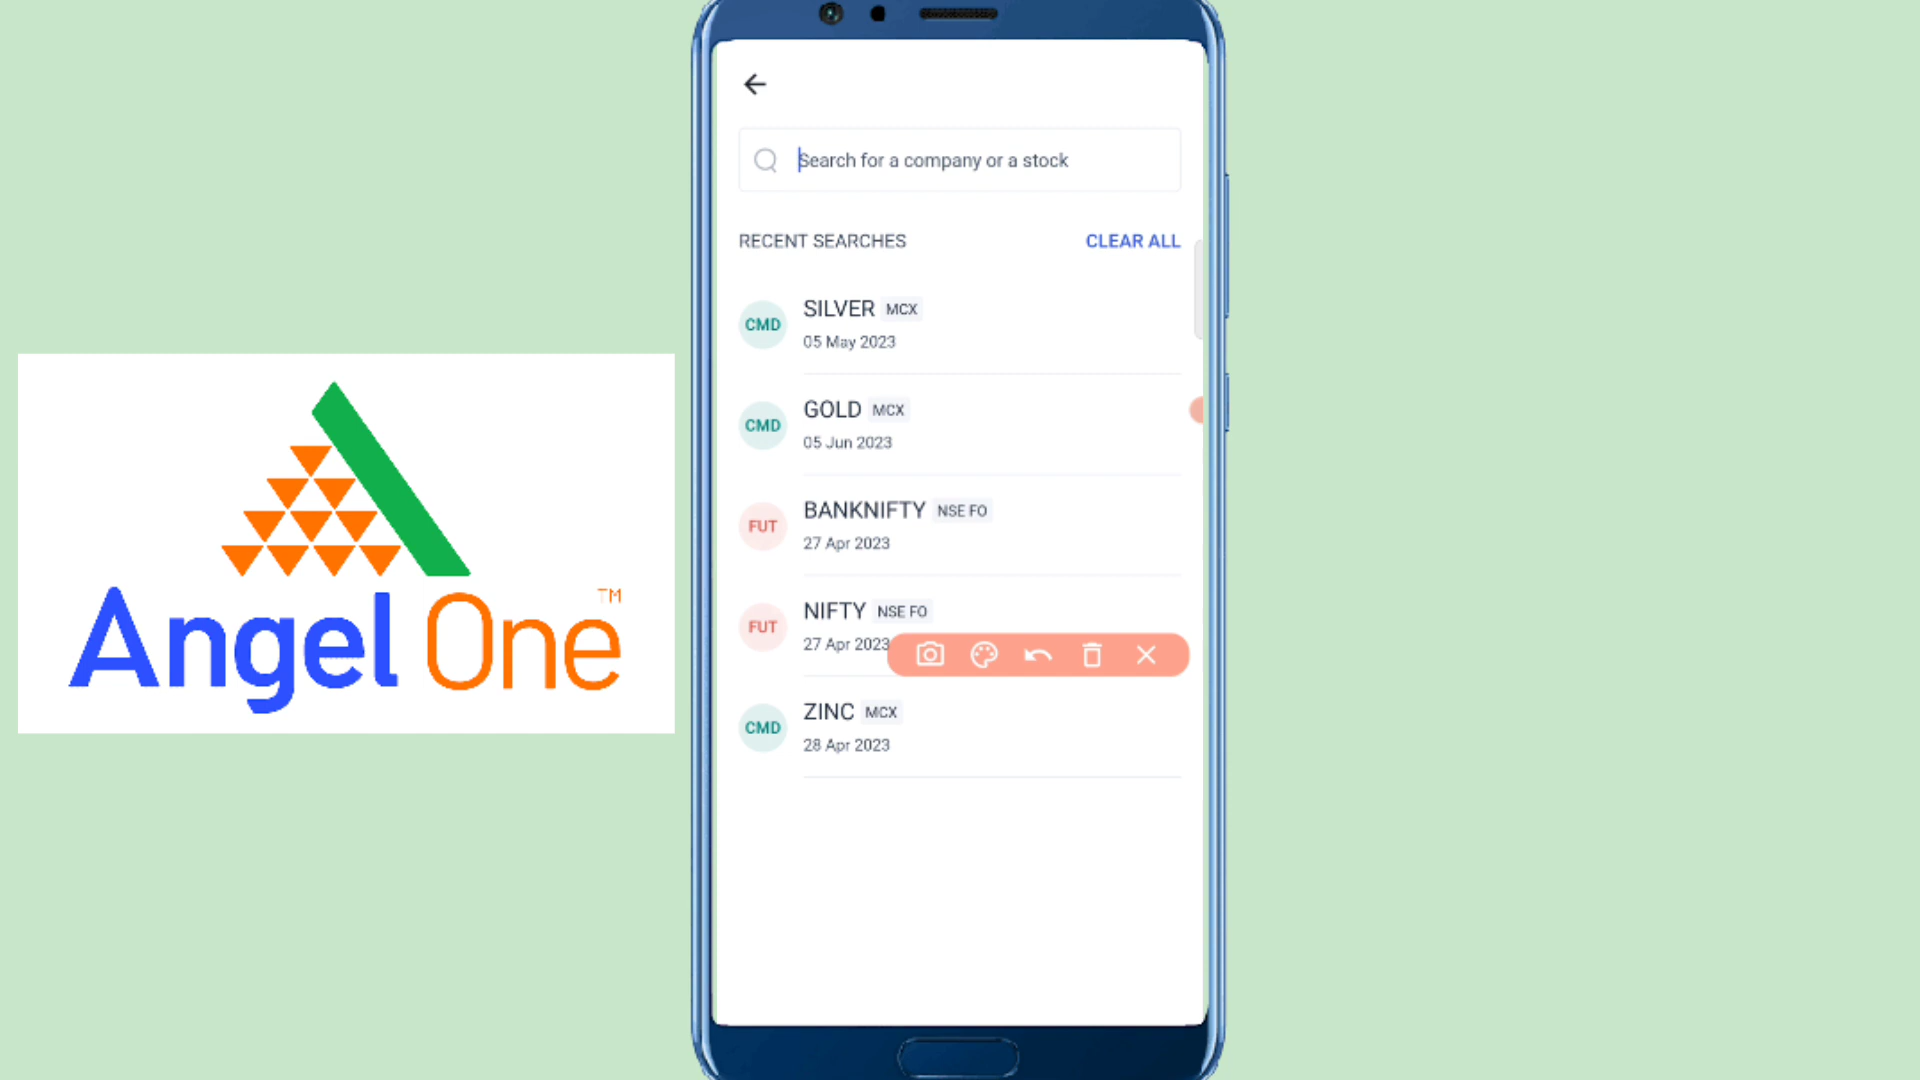 Angel One
TM
Search for a company or a stock
RECENT SEARCHES CLEAR ALL
CMD SILVER MCX
05 May 2023
CMD GOLD MCX
05 Jun 2023
FUT BANKNIFTY NSE FO
27 Apr 2023
FUT NIFTY NSE FO
27 Apr 2023
CMD ZINC MCX
28 Apr 2023